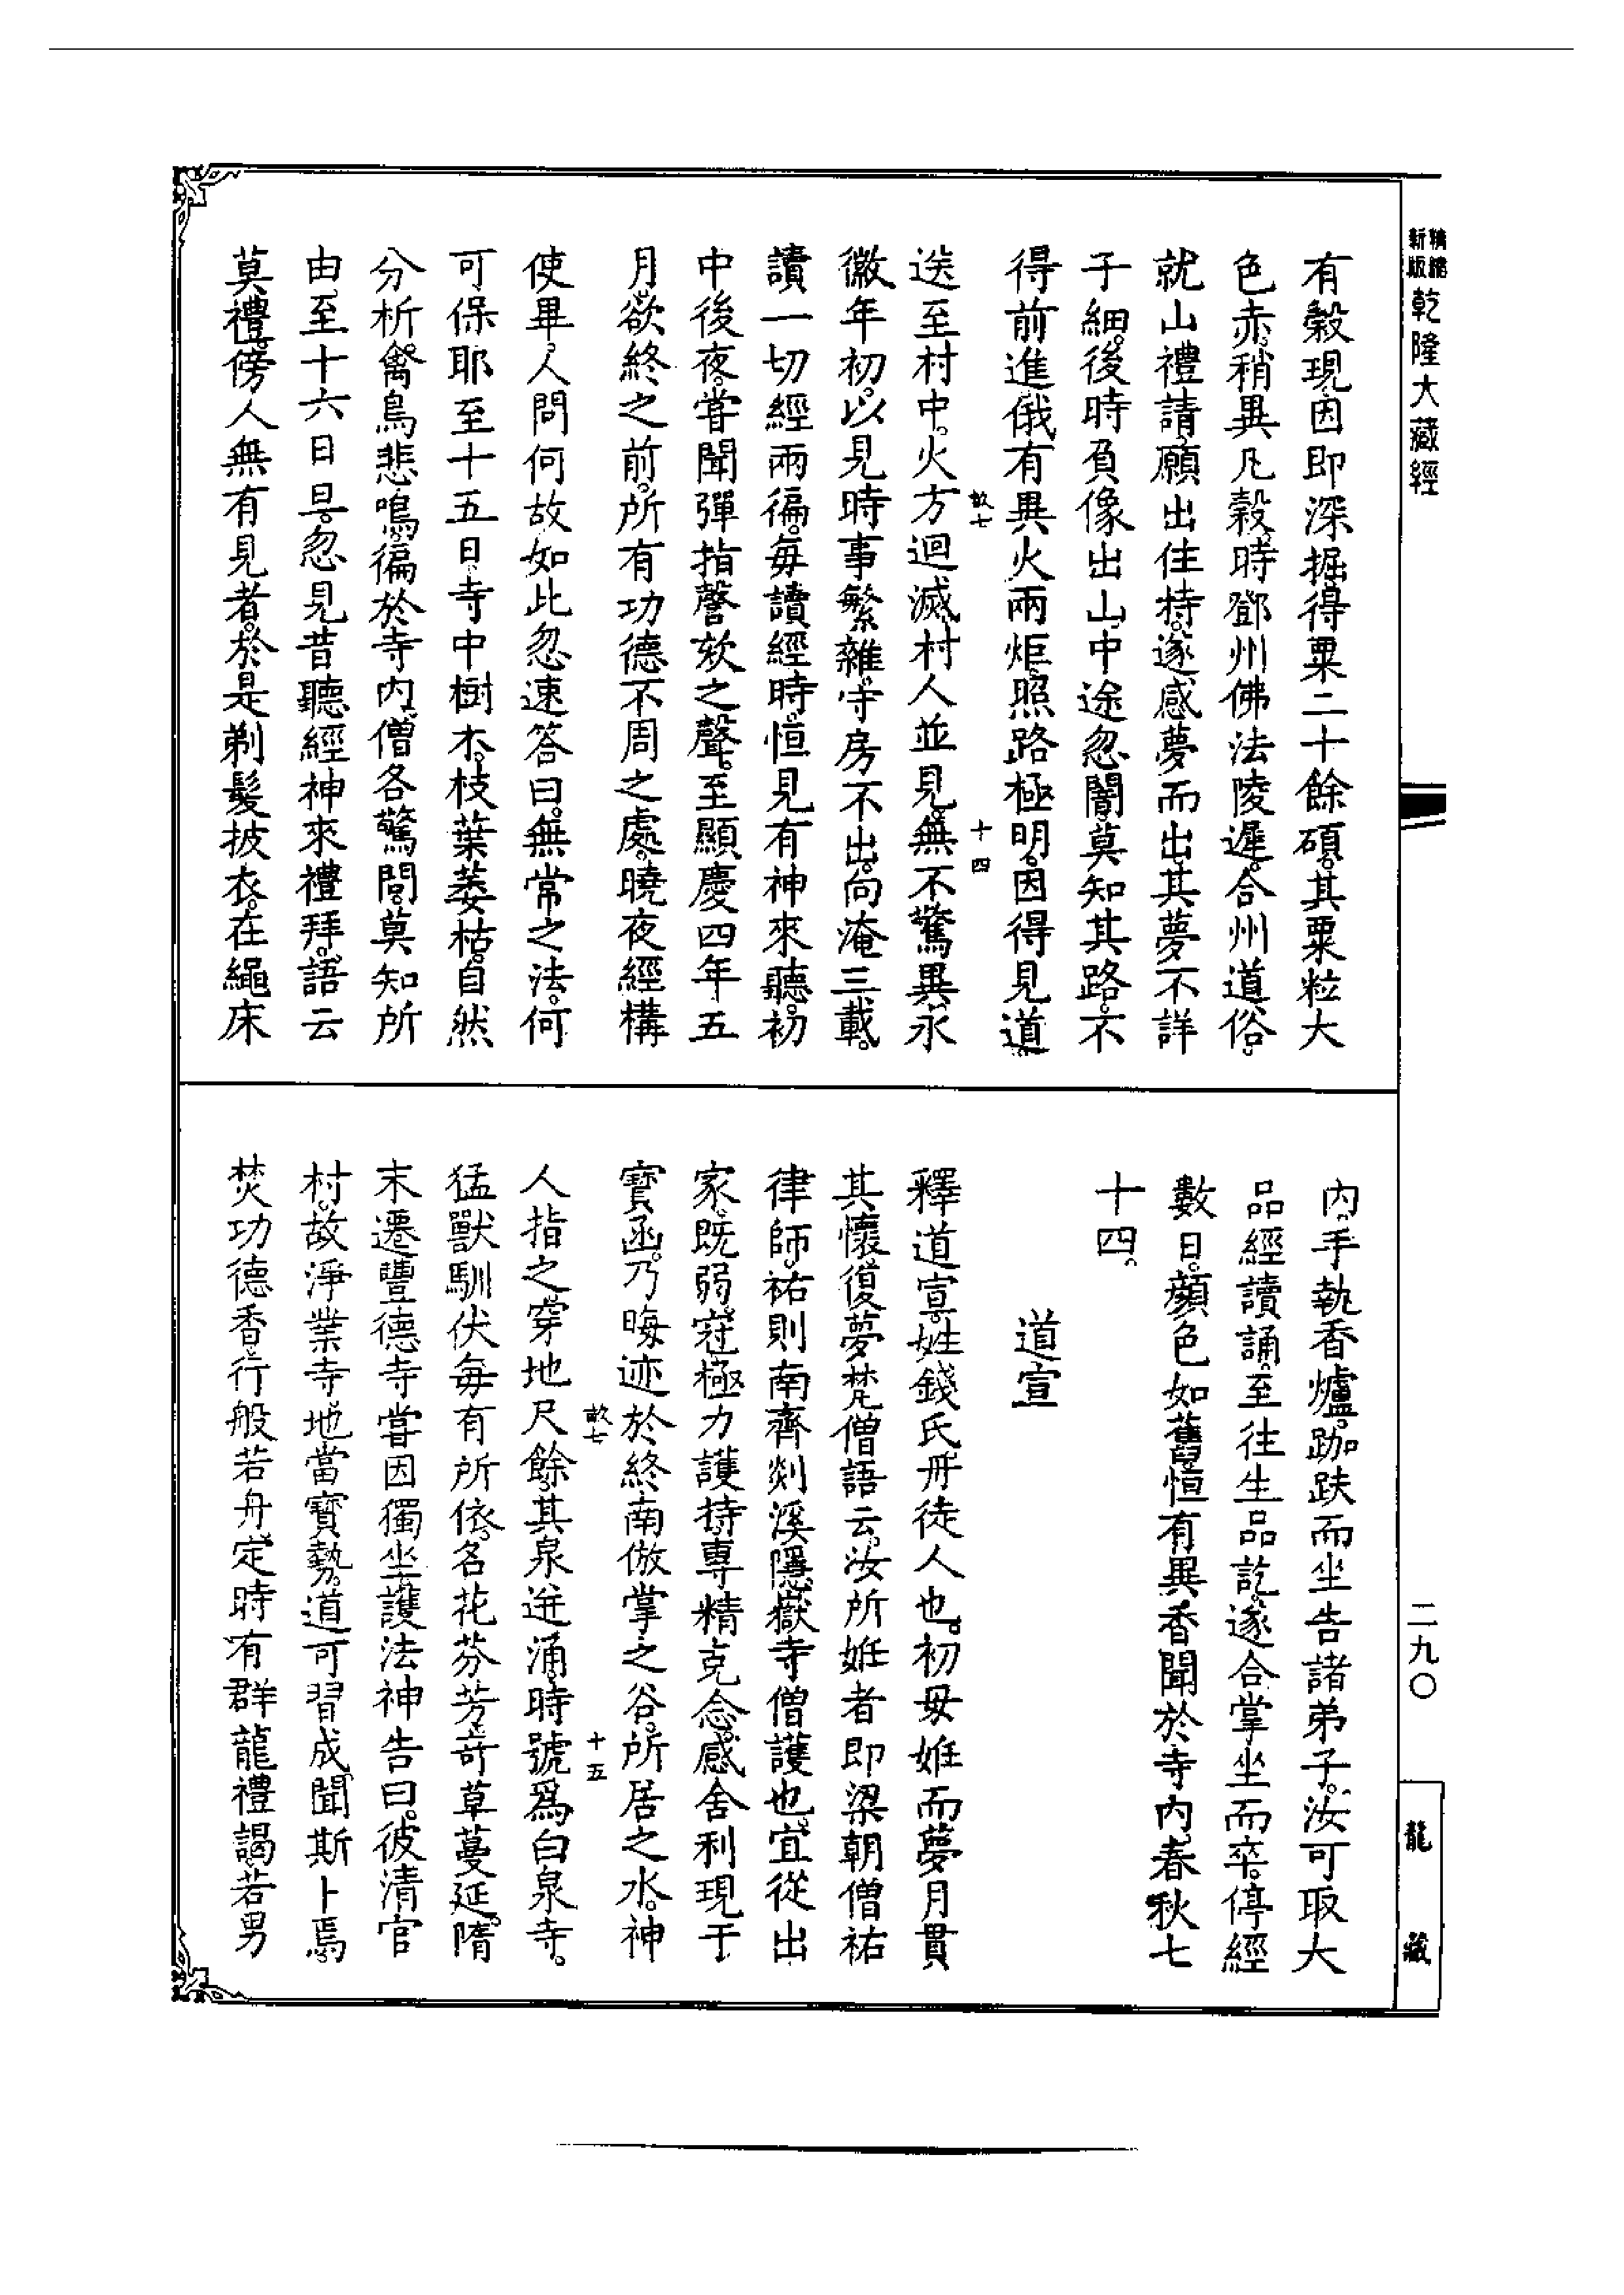 精縮
新版
乾隆大藏經
有穀現因即深掘得粟二十餘碩其粟粒大
色赤稍異凡穀時鄧州佛法陵遲合州道俗
就山禮請願出住持遂感夢而出其夢不詳
子細後時負像出山中途忽闇莫知其路不
得前進俄有異火兩炬照路極明因得見道
迭至村中火方迴滅村人並見無不驚異永
畝七
十四
徽年初以見時事繁雜守房不出向淹三載
讀一切經兩徧每讀經時恒見有神來聽初
中後夜甞聞彈指謦欬之聲至顯慶四年五
月欲終之前所有功德不周之處曉夜經構
使畢人問何故如此忽速答曰無常之法何
可保耶至十五日寺中樹木枝葉萎枯自然
分析禽鳥悲鳴徧於寺內僧各驚問莫知所
由至十六日旦忽見昔聽經神來禮拜語云
莫禮傍人無有見者於是剃髮披衣在繩床
內手執香爐跏趺而坐告諸弟子汝可取大
品經讀誦至往生品訖遂合掌坐而卒停經
數日顏色如舊恒有異香聞於寺內春秋七
十四
道宣
釋道宣姓錢氏丹徒人也初母姙而夢月貫
其懷復夢梵僧語云汝所姙者即梁朝僧祐
律師祐則南齊剡溪隱嶽寺僧護也宜從出
家既弱冠極力護持專精克念感舍利現于
寶函乃晦迹於終南倣掌之谷所居之水神
畝七
十五
人指之穿地尺餘其泉迸涌時號爲白泉寺
猛獸馴伏每有所依名花芬芳奇草蔓延隋
末遷豐德寺甞因獨坐護法神告曰彼清官
村故淨業寺地當寶勢道可習成聞斯卜焉
焚功德香行般若舟定時有群龍禮謁若男
二九〇
龍藏